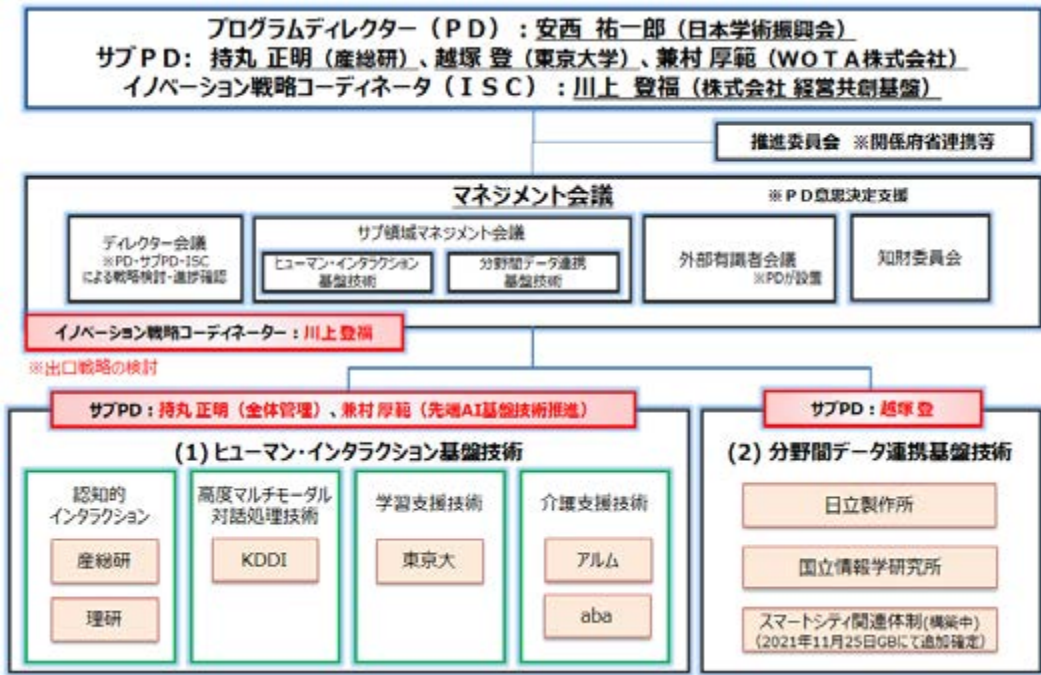 プログラムディレクター（ＰＤ）：安西 祐一郎（日本学術振興会）
サブＰＤ： 持丸 正明（産総研）、越塚 登（東京大学）、兼村 厚範（ＷＯＴＡ株式会社）
イノベーション戦略コーディネータ（ＩＳＣ）：川上 登福（株式会社 経営共創基盤）
推進委員会 ※関係府省連携等
マネジメント会議
※ＰＤ意思決定支援
ディレクター会議
※PD・サブPD・ISC
による戦略検討・進捗確認
サブ領域マネジメント会議
ヒューマン・インタラクション
基盤技術
分野間データ連携
基盤技術
外部有識者会議
※PDが設置
知財委員会
イノベーション戦略コーディネーター：川上 登福
※出口戦略の検討
サブPD：持丸 正明（全体管理）、兼村 厚範（先端AI基盤技術推進）
(1) ヒューマン・インタラクション基盤技術
認知的
インタラクション
産総研
理研
高度マルチモーダル
対話処理技術
KDDI
学習支援技術
東京大
介護支援技術
アルム
aba
サブPD：越塚 登
(2) 分野間データ連携基盤技術
日立製作所
国立情報学研究所
スマートシティ関連体制(構築中)
（2021年11月25日GBにて追加確定）